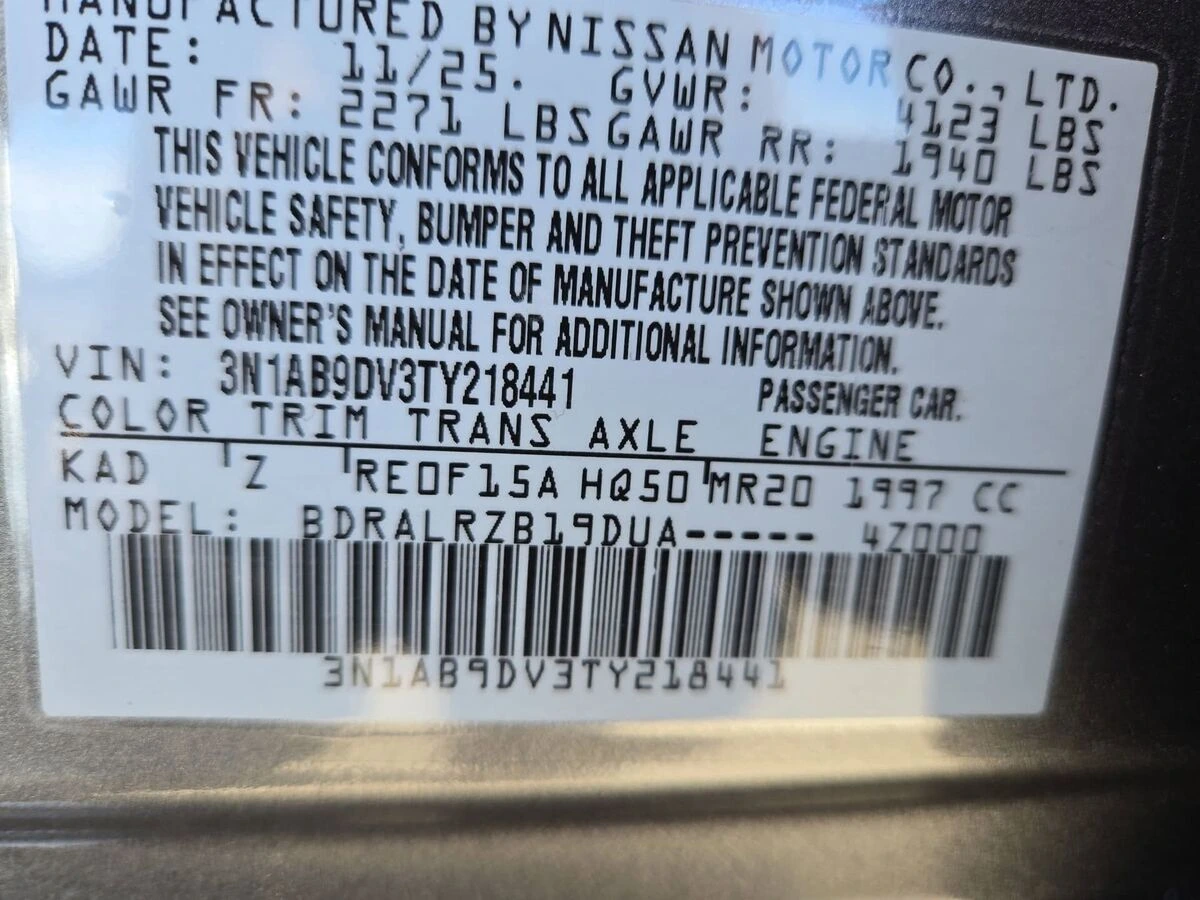 MANUFACTURED BY NISSAN MOTOR CO., LTD.
DATE: 11/25. GVWR: 4123 LBS
GAWR FR: 2271 LBS GAWR RR: 1940 LBS
THIS VEHICLE CONFORMS TO ALL APPLICABLE FEDERAL MOTOR
VEHICLE SAFETY, BUMPER AND THEFT PREVENTION STANDARDS
IN EFFECT ON THE DATE OF MANUFACTURE SHOWN ABOVE.
SEE OWNER'S MANUAL FOR ADDITIONAL INFORMATION.
VIN: 3N1AB9DV3TY218441 PASSENGER CAR.
COLOR TRIM TRANS AXLE ENGINE
KAD Z RE0F15A HQ50 MR20 1997 CC
MODEL: BDRALRZB19DUA----- 4Z000
3N1AB9DV3TY218441